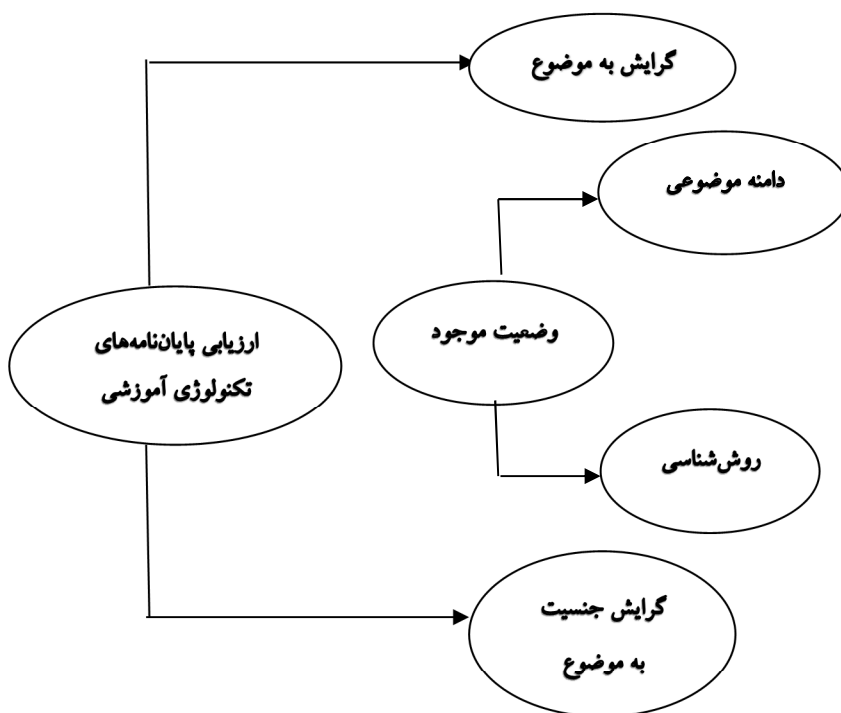 گرایش به موضوع
دامنه موضوعی
وضعیت موجود
ارزیابی پایان‌نامه‌های
تکنولوژی آموزشی
روش‌شناسی
گرایش جنسیت
به موضوع